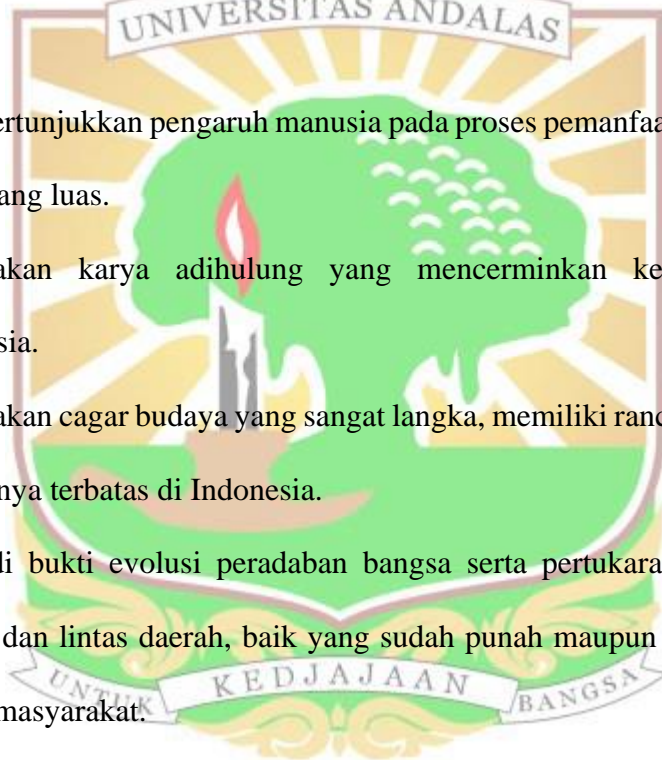 UNIVERSITAS ANDALAS
ertunjukkan pengaruh manusia pada proses pemanfaa
ang luas.
akan karya adihulung yang mencerminkan ke
sia.
akan cagar budaya yang sangat langka, memiliki ranc
nya terbatas di Indonesia.
di bukti evolusi peradaban bangsa serta pertukara
dan lintas daerah, baik yang sudah punah maupun
masyarakat.
UNTUK KEDJAJAAN BANGSA